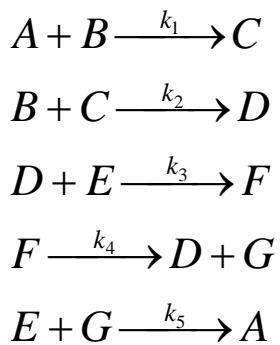 A + B —k₁→ C
B + C —k₂→ D
D + E —k₃→ F
F —k₄→ D + G
E + G —k₅→ A